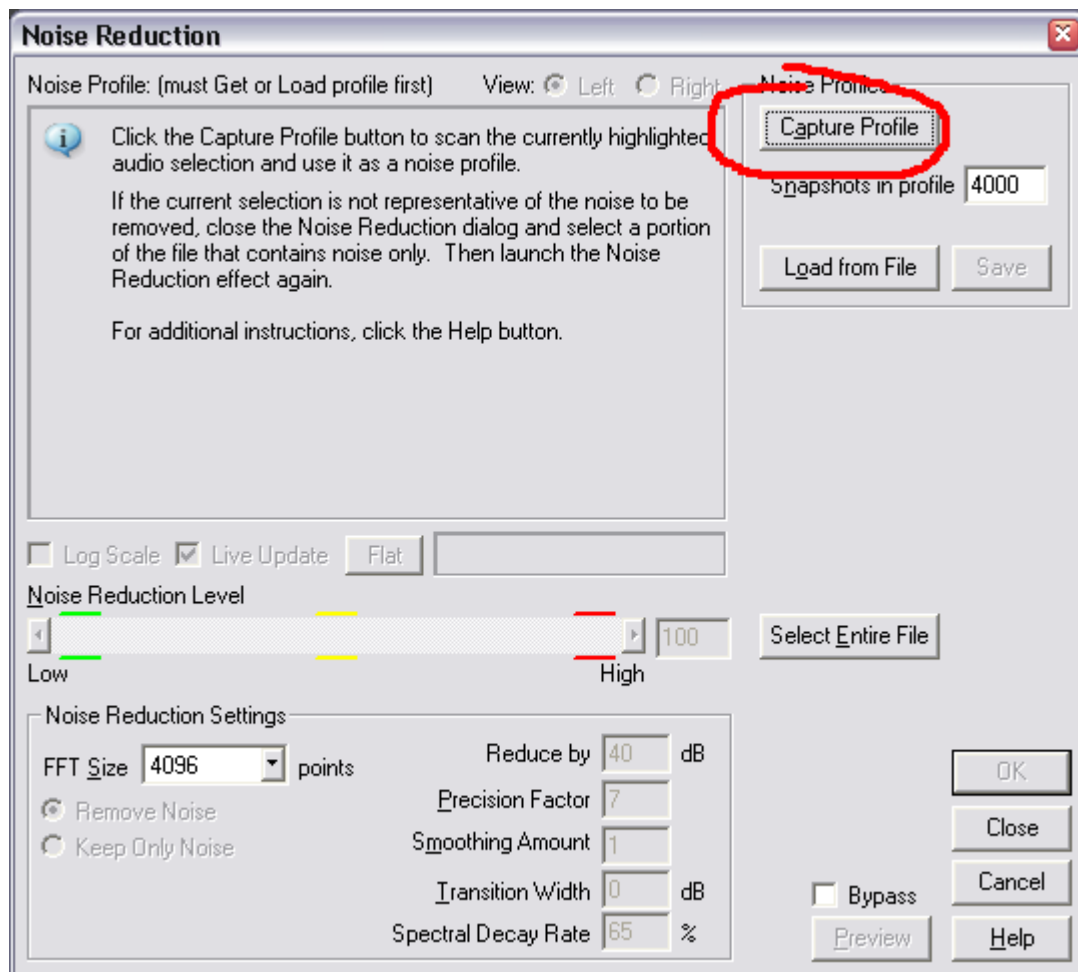 Noise Reduction
Noise Profile: (must Get or Load profile first) View: Left Right
Noise Profiles
Click the Capture Profile button to scan the currently highlighted
audio selection and use it as a noise profile.
If the current selection is not representative of the noise to be
removed, close the Noise Reduction dialog and select a portion
of the file that contains noise only. Then launch the Noise
Reduction effect again.
For additional instructions, click the Help button.
Capture Profile
Snapshots in profile 4000
Load from File Save
Log Scale Live Update Flat
Noise Reduction Level
100 Select Entire File
Low High
Noise Reduction Settings
FFT Size 4096 points
Remove Noise
Keep Only Noise
Reduce by 40 dB
Precision Factor 7
Smoothing Amount 1
Transition Width 0 dB
Spectral Decay Rate 65 %
OK
Close
Cancel
Bypass
Preview Help